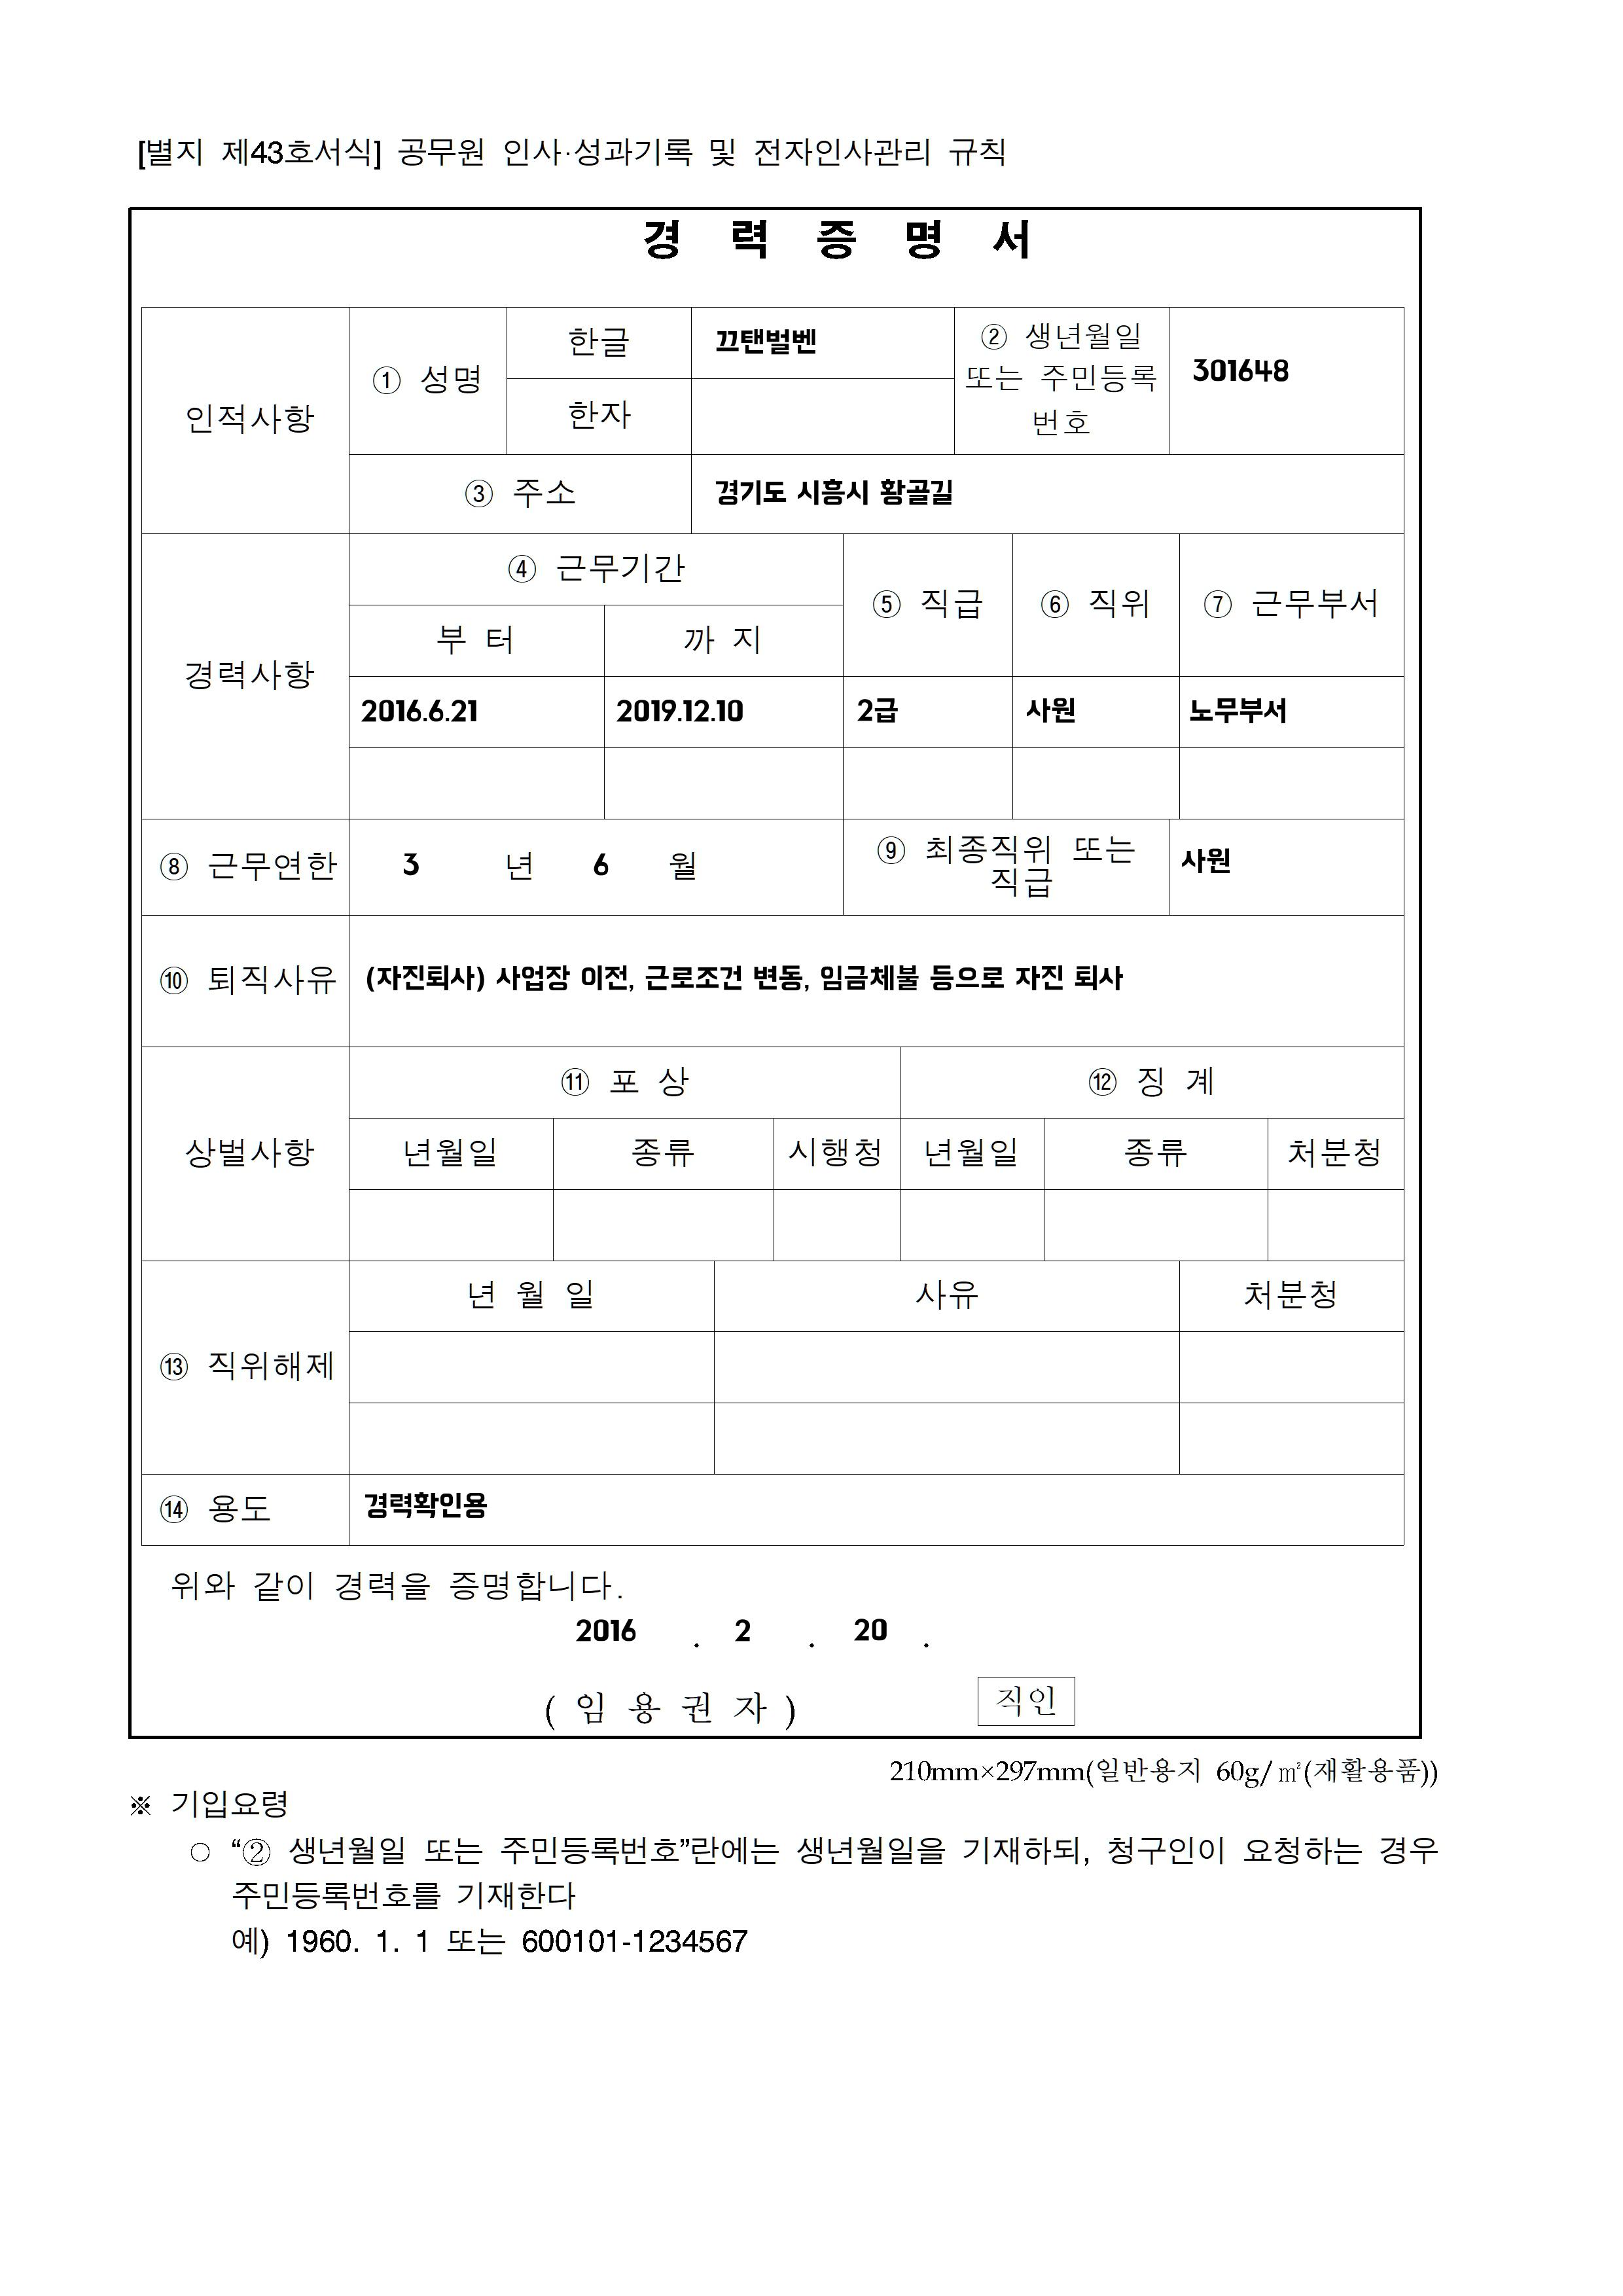 [별지 제43호서식] 공무원 인사·성과기록 및 전자인사관리 규칙
경 력 증 명 서
인적사항
① 성명
한글
끄탠벌벤
② 생년월일
또는 주민등록
번호
301648
한자
③ 주소
경기도 시흥시 황골길
경력사항
④ 근무기간
⑤ 직급
⑥ 직위
⑦ 근무부서
부 터
까 지
2016.6.21
2019.12.10
2급
사원
노무부서
⑧ 근무연한
3 년 6 월
⑨ 최종직위 또는
직급
사원
⑩ 퇴직사유
(자진퇴사) 사업장 이전, 근로조건 변동, 임금체불 등으로 자진 퇴사
상벌사항
⑪ 포 상
⑫ 징 계
년월일
종류
시행청
년월일
종류
처분청
⑬ 직위해제
년 월 일
사유
처분청
⑭ 용도
경력확인용
위와 같이 경력을 증명합니다.
2016 . 2 . 20 .
( 임 용 권 자 )
직인
210mm×297mm(일반용지 60g/㎡(재활용품))
※ 기입요령
○ “② 생년월일 또는 주민등록번호”란에는 생년월일을 기재하되, 청구인이 요청하는 경우
주민등록번호를 기재한다
예) 1960. 1. 1 또는 600101-1234567